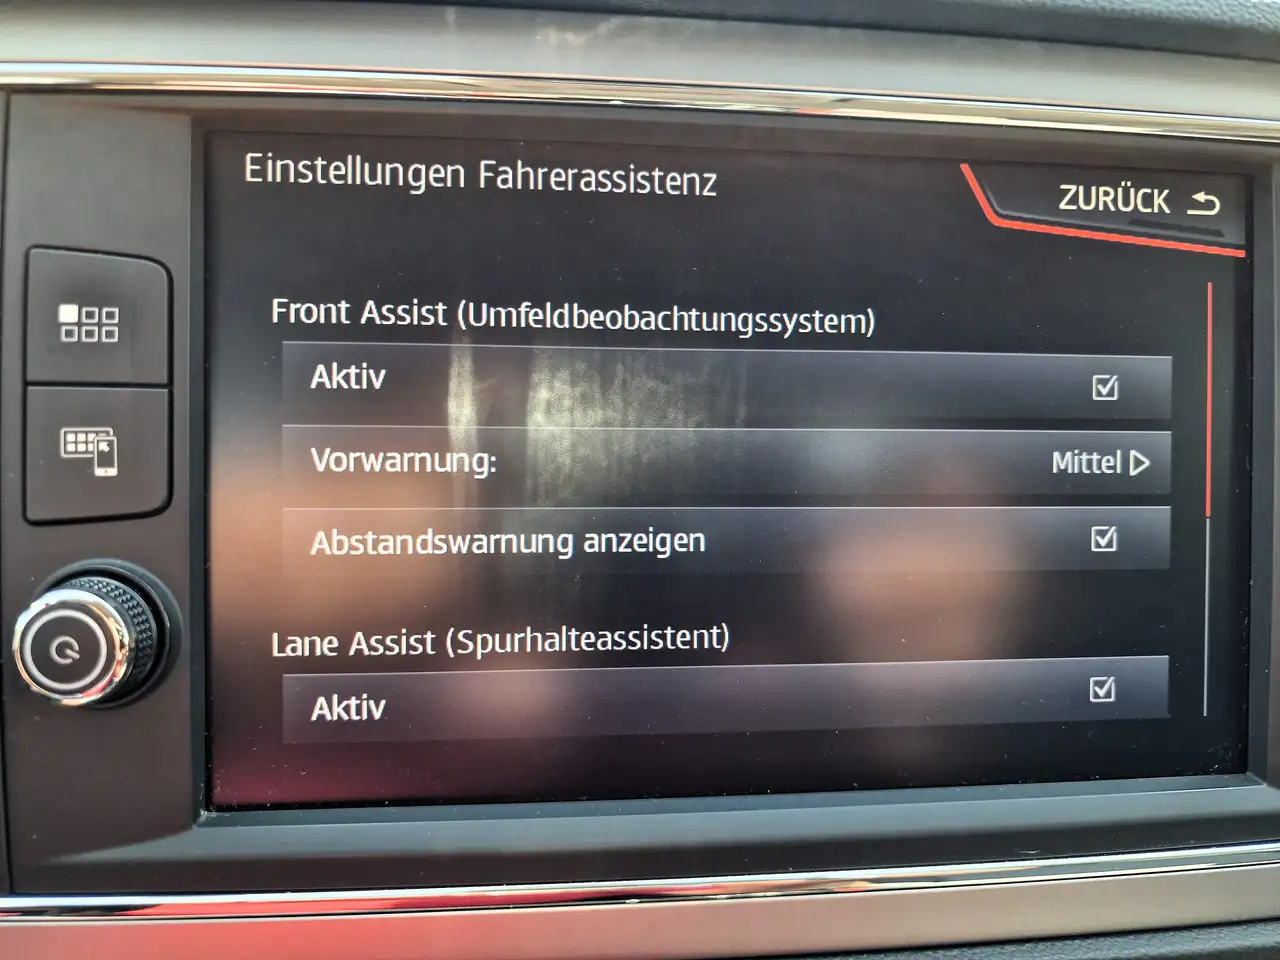 Einstellungen Fahrerassistenz
ZURÜCK
Front Assist (Umfeldbeobachtungssystem)
Aktiv
Vorwarnung: Mittel
Abstandswarnung anzeigen
Lane Assist (Spurhalteassistent)
Aktiv